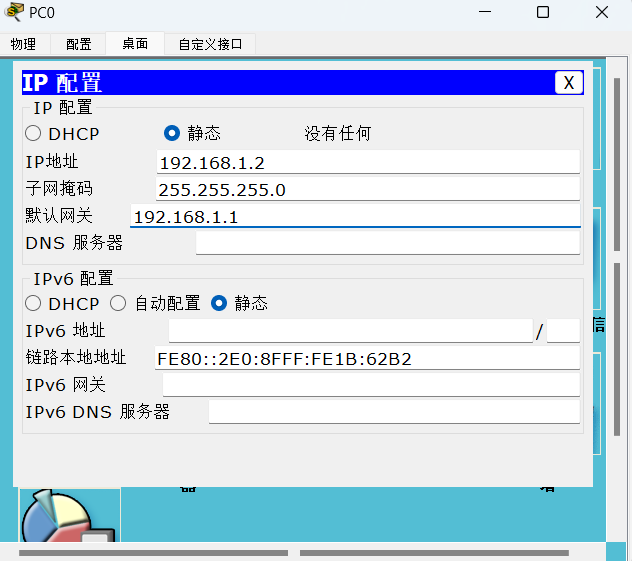 PC0
物理 配置 桌面 自定义接口
IP 配置 X
IP 配置
DHCP 静态 没有任何
IP地址 192.168.1.2
子网掩码 255.255.255.0
默认网关 192.168.1.1
DNS 服务器
IPv6 配置
DHCP 自动配置 静态
IPv6 地址 /
链路本地地址 FE80::2E0:8FFF:FE1B:62B2
IPv6 网关
IPv6 DNS 服务器
信